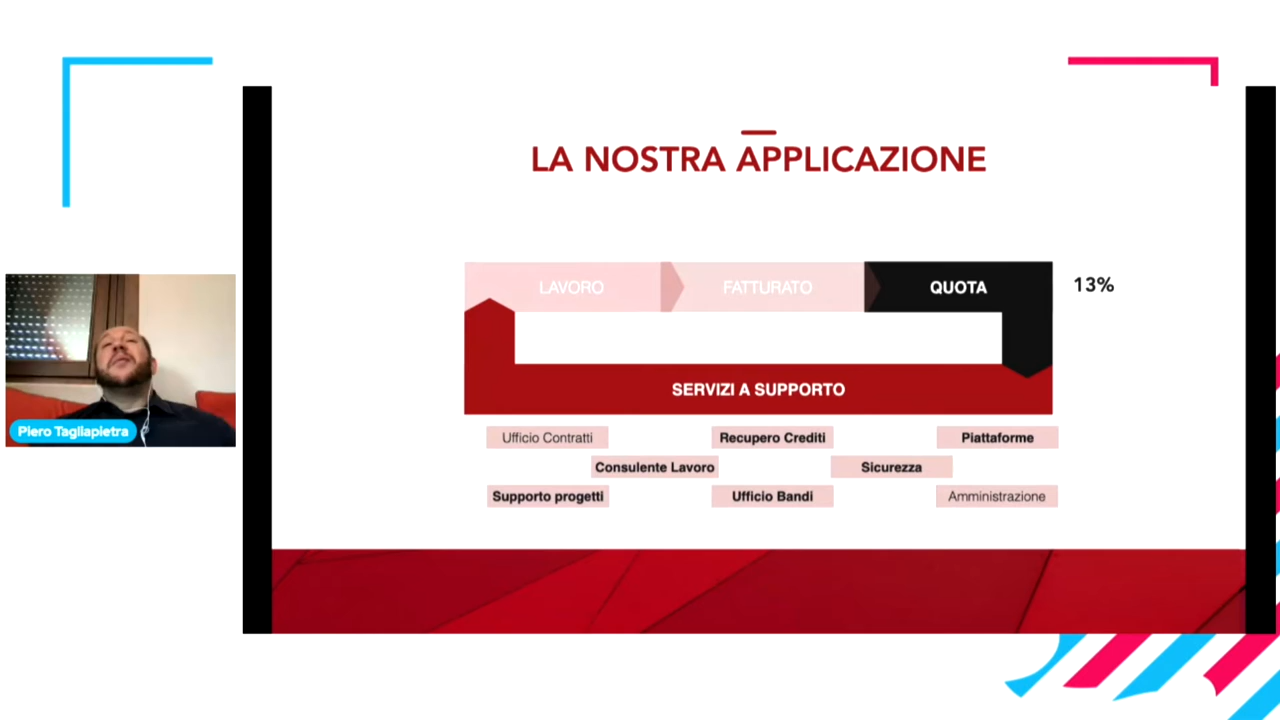 LA NOSTRA APPLICAZIONE
LAVORO
FATTURATO
QUOTA
13%
SERVIZI A SUPPORTO
Ufficio Contratti
Recupero Crediti
Piattaforme
Consulente Lavoro
Sicurezza
Supporto progetti
Ufficio Bandi
Amministrazione
Piero Tagliapietra